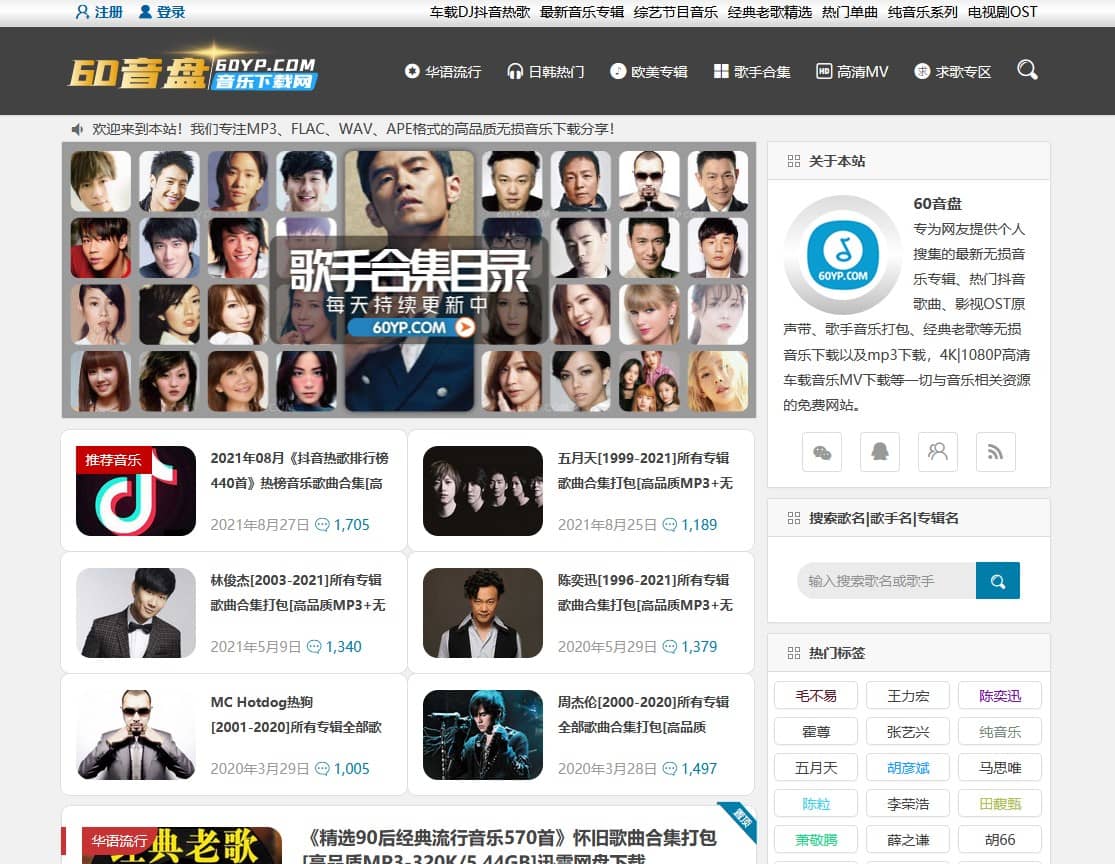 注册 登录 车载DJ抖音热歌 最新音乐专辑 综艺节目音乐 经典老歌精选 热门单曲 纯音乐系列 电视剧OST
60音盘 60YP.COM 音乐下载网
华语流行 日韩热门 欧美专辑 歌手合集 HD 高清MV 求 求歌专区
欢迎来到本站！我们专注MP3、FLAC、WAV、APE格式的高品质无损音乐下载分享！
歌手合集目录
每天持续更新中
60YP.COM
推荐音乐
2021年08月《抖音热歌排行榜
440首》热榜音乐歌曲合集[高
2021年8月27日 1,705
五月天[1999-2021]所有专辑
歌曲合集打包[高品质MP3+无
2021年8月25日 1,189
林俊杰[2003-2021]所有专辑
歌曲合集打包[高品质MP3+无
2021年5月9日 1,340
陈奕迅[1996-2021]所有专辑
歌曲合集打包[高品质MP3+无
2020年5月29日 1,379
MC Hotdog热狗
[2001-2020]所有专辑全部歌
2020年3月29日 1,005
周杰伦[2000-2020]所有专辑
全部歌曲合集打包[高品质
2020年3月28日 1,497
华语流行
经典老歌
《精选90后经典流行音乐570首》怀旧歌曲合集打包
[高品质MP3-320K/5.44GB]迅雷网盘下载
置顶
关于本站
60YP.COM
60音盘
专为网友提供个人
搜集的最新无损音
乐专辑、热门抖音
歌曲、影视OST原
声带、歌手音乐打包、经典老歌等无损
音乐下载以及mp3下载，4K|1080P高清
车载音乐MV下载等一切与音乐相关资源
的免费网站。
搜索歌名|歌手名|专辑名
输入搜索歌名或歌手
热门标签
毛不易 王力宏 陈奕迅
霍尊 张艺兴 纯音乐
五月天 胡彦斌 马思唯
陈粒 李荣浩 田馥甄
萧敬腾 薛之谦 胡66